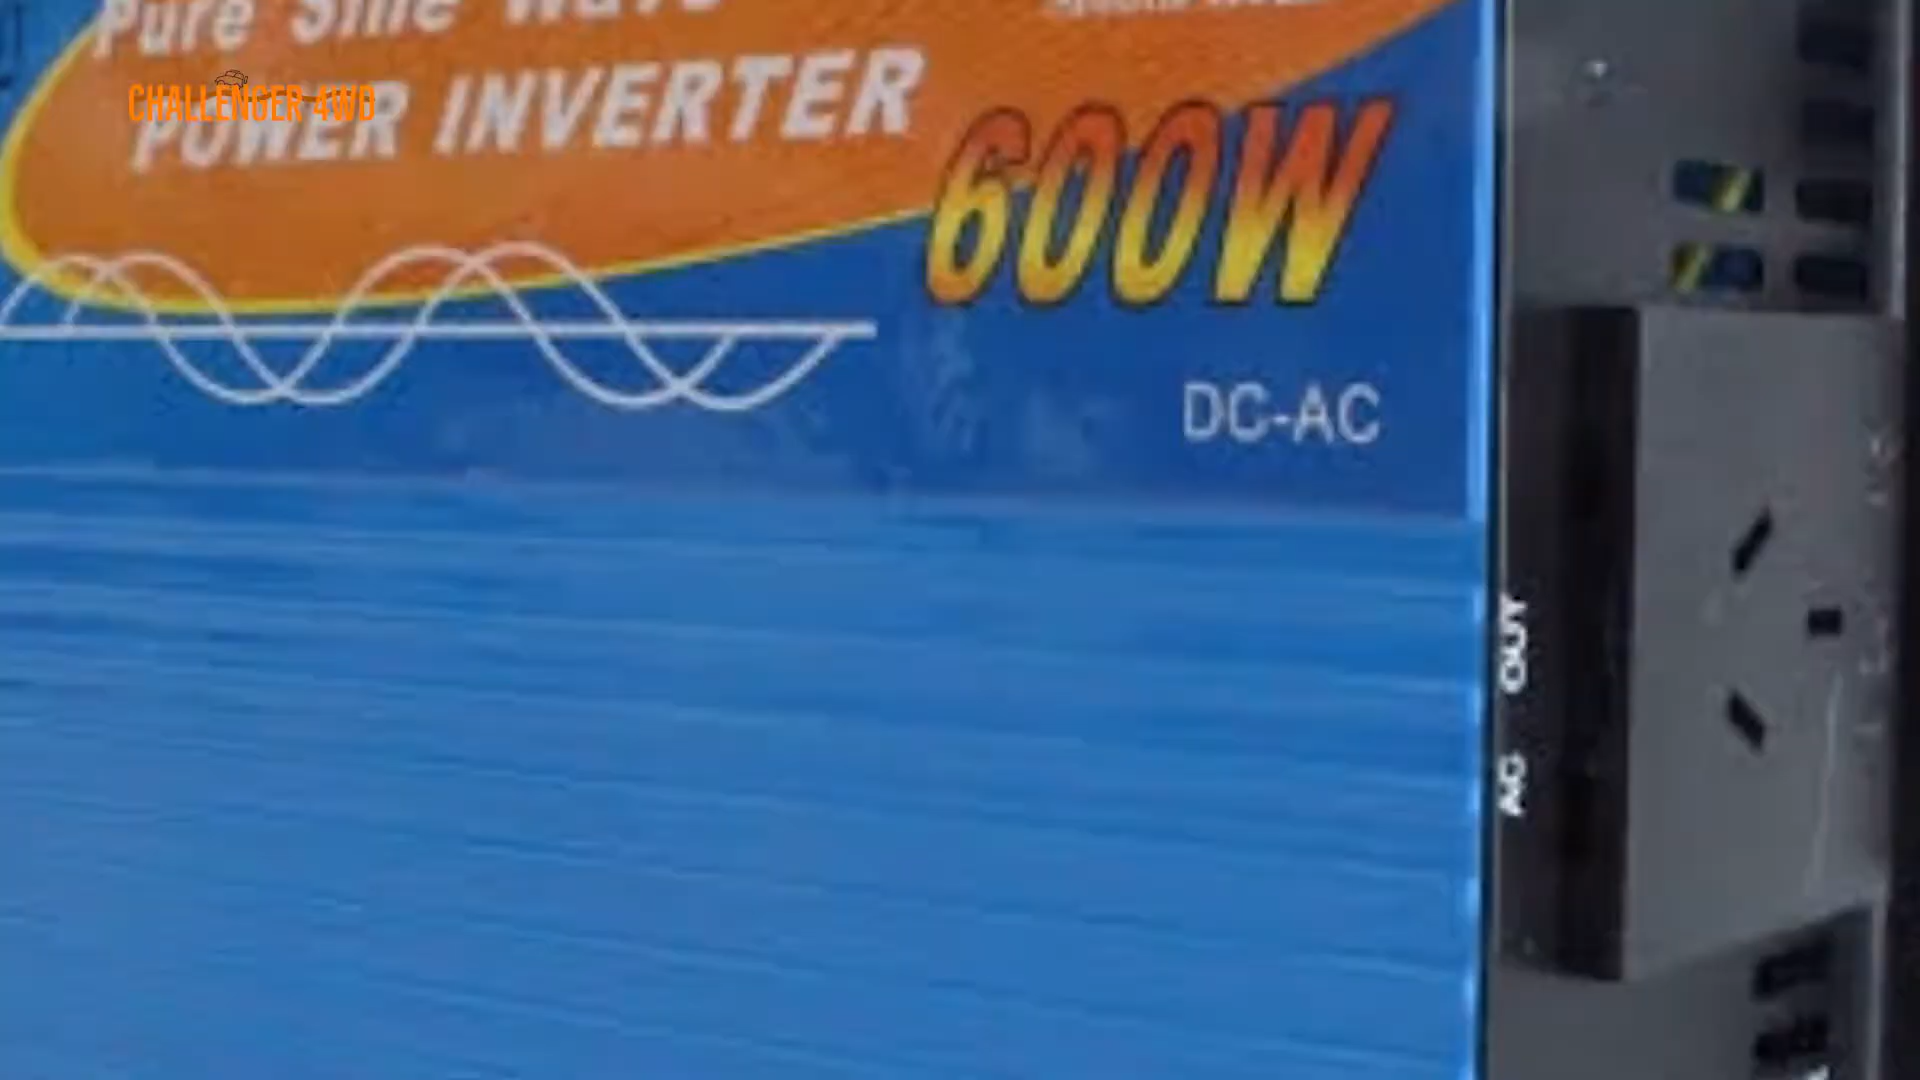 Pure Sine Wave
POWER INVERTER
CHALLENGER 4WD
600W
DC-AC
AC OUT